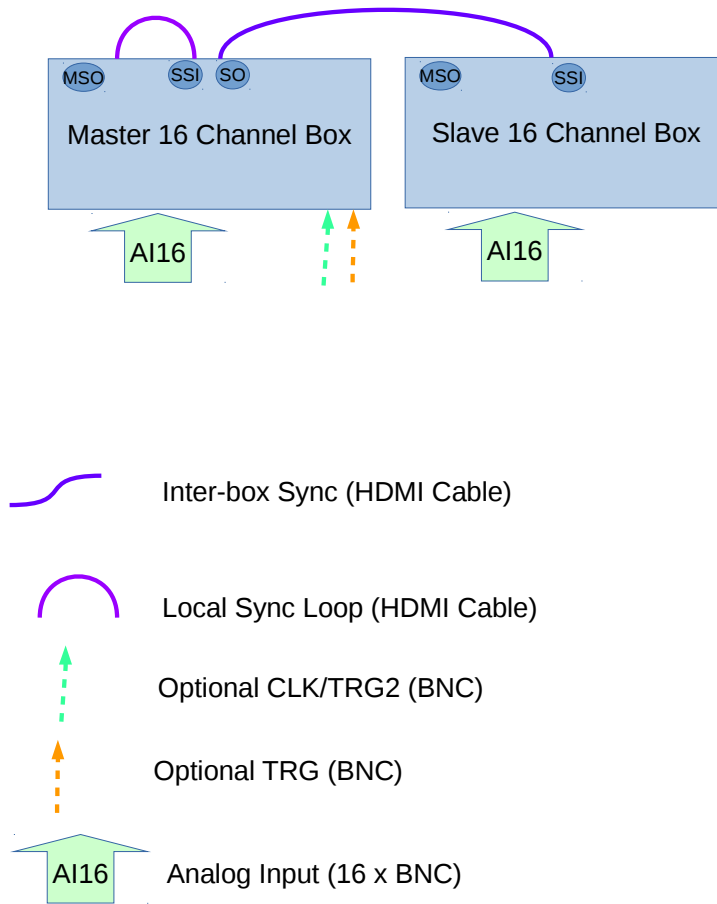 MSO SSI SO MSO SSI
Master 16 Channel Box Slave 16 Channel Box
AI16 AI16
Inter-box Sync (HDMI Cable)
Local Sync Loop (HDMI Cable)
Optional CLK/TRG2 (BNC)
Optional TRG (BNC)
AI16 Analog Input (16 x BNC)